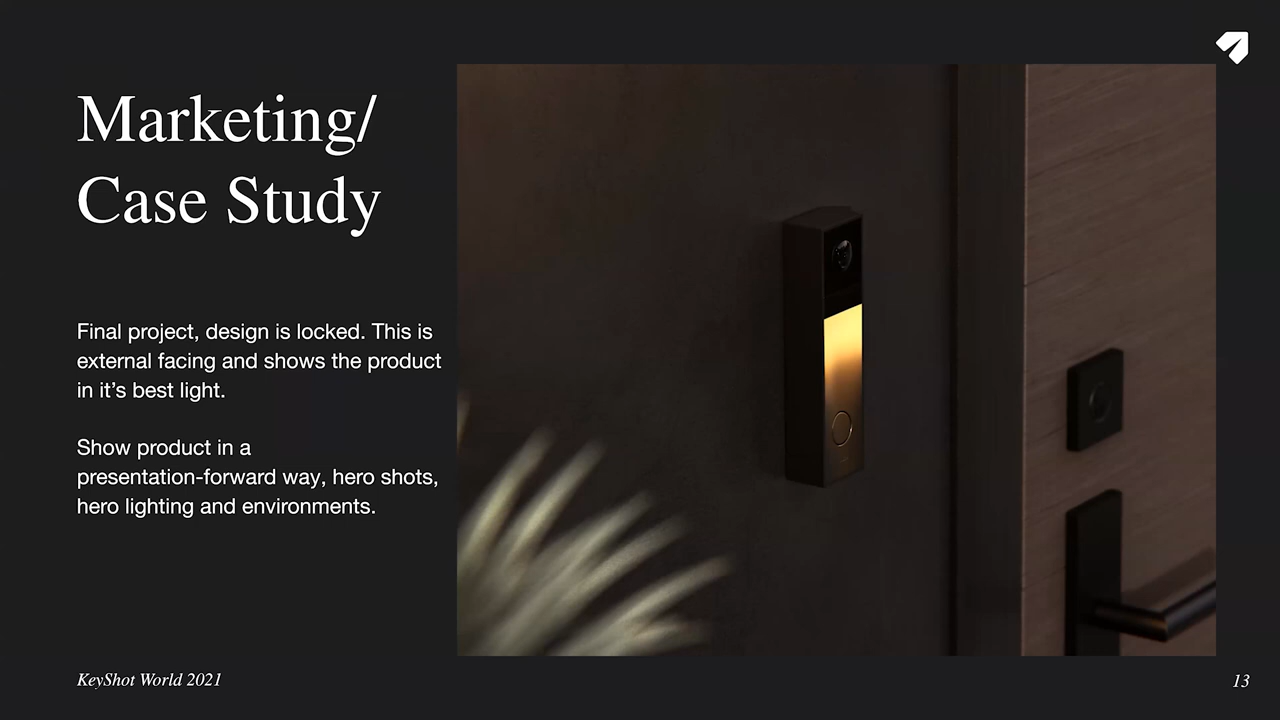 Marketing/
Case Study
Final project, design is locked. This is
external facing and shows the product
in it’s best light.
Show product in a
presentation-forward way, hero shots,
hero lighting and environments.
KeyShot World 2021
13